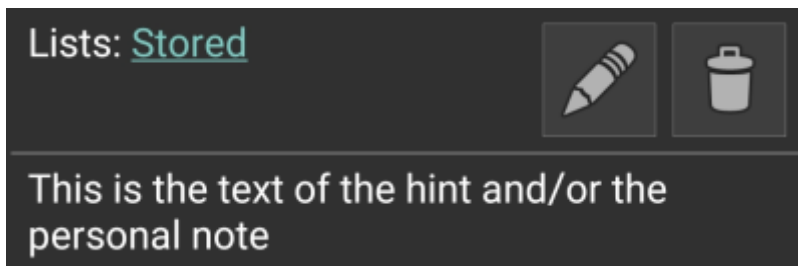 Lists: Stored
This is the text of the hint and/or the
personal note